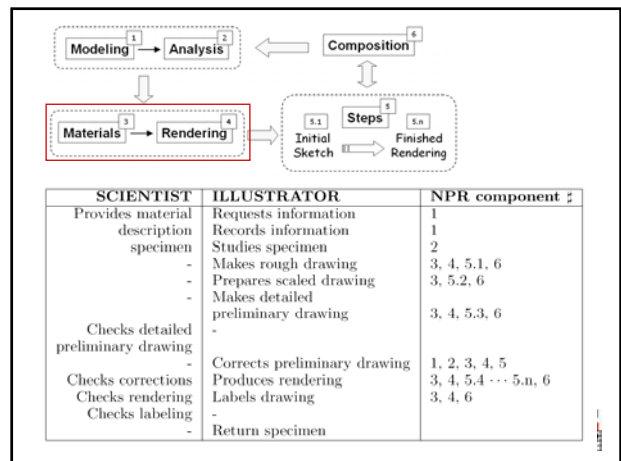 Modeling 1
Analysis 2
Composition 6
Materials 3
Rendering 4
5.1 Steps 5 5.n
Initial Sketch
Finished Rendering
SCIENTIST ILLUSTRATOR NPR component ♯
Provides material Requests information 1
description Records information 1
specimen Studies specimen 2
- Makes rough drawing 3, 4, 5.1, 6
- Prepares scaled drawing 3, 5.2, 6
- Makes detailed
preliminary drawing 3, 4, 5.3, 6
Checks detailed -
preliminary drawing
Corrects preliminary drawing 1, 2, 3, 4, 5
Checks corrections Produces rendering 3, 4, 5.4 ··· 5.n, 6
Checks rendering Labels drawing 3, 4, 6
Checks labeling -
- Return specimen